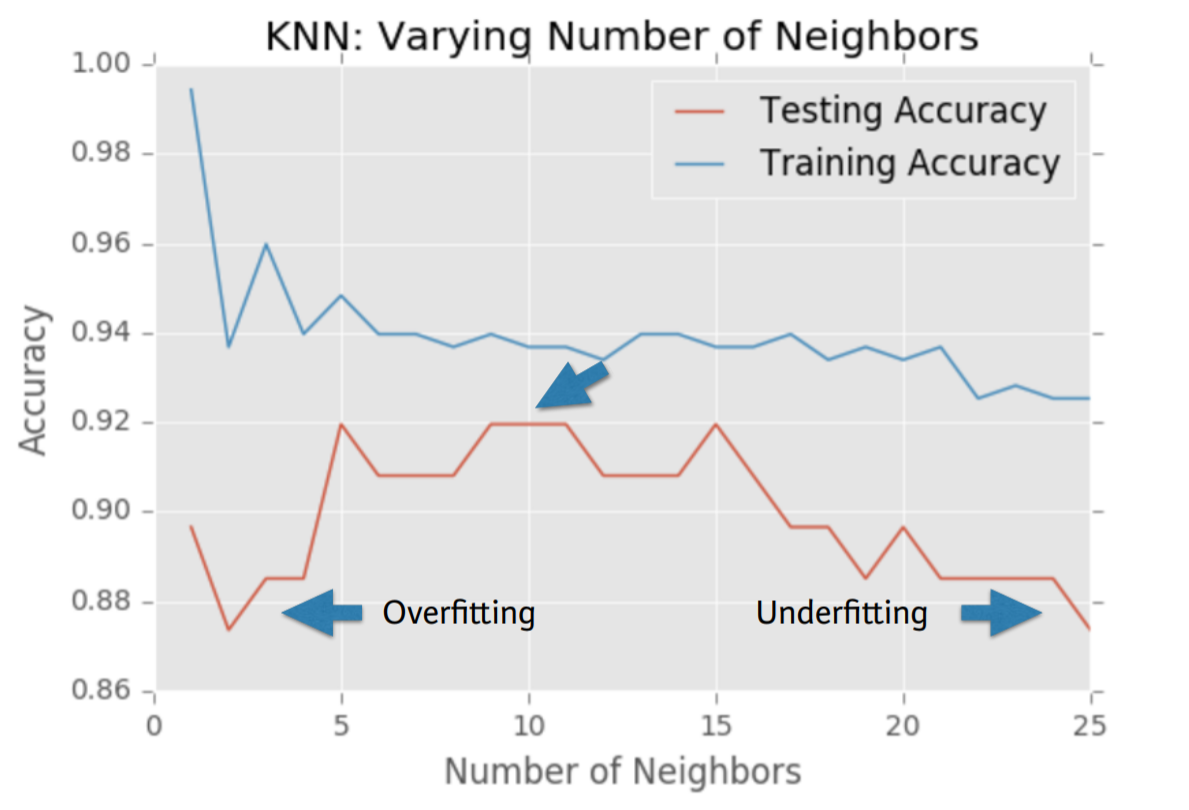 KNN: Varying Number of Neighbors
1.00
0.98
0.96
0.94
0.92
0.90
0.88
0.86
Accuracy
Testing Accuracy
Training Accuracy
Overfitting
Underfitting
0 5 10 15 20 25
Number of Neighbors